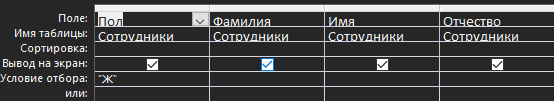 Поле: Пол Фамилия Имя Отчество
Имя таблицы: Сотрудники Сотрудники Сотрудники Сотрудники
Сортировка:
Вывод на экран:
Условие отбора: "Ж"
или: